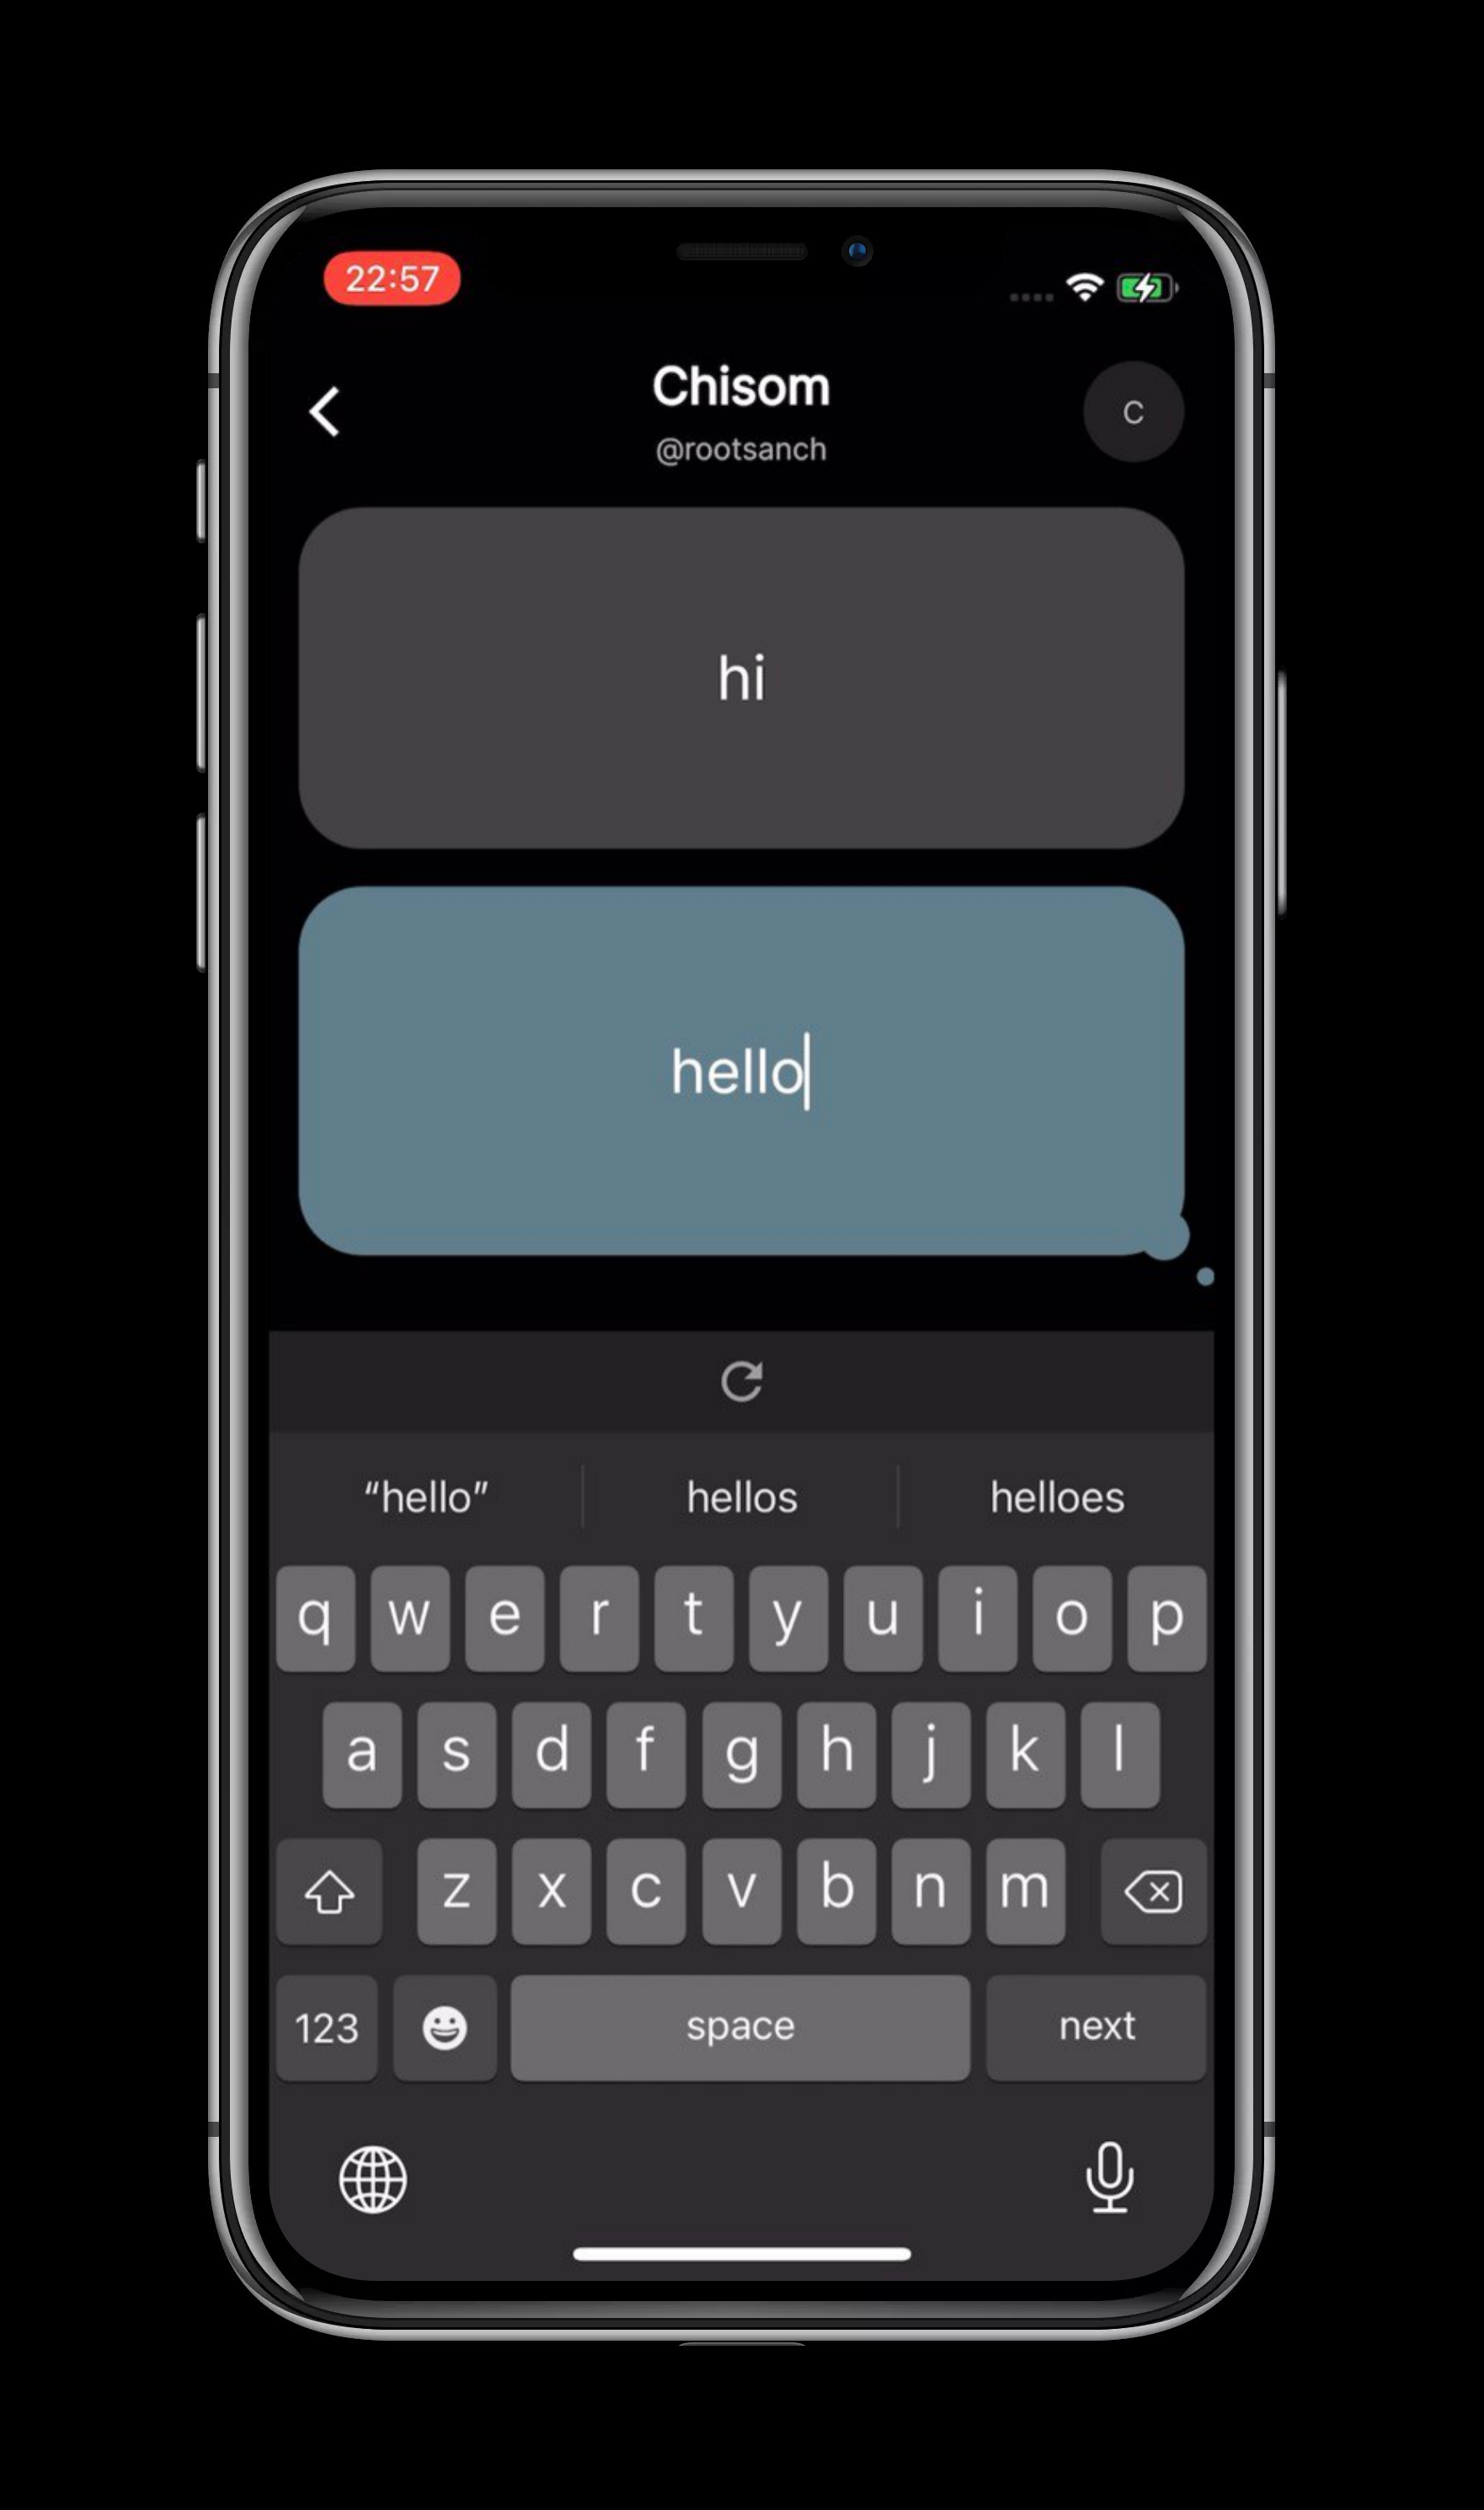 22:57
Chisom
@rootsanch
C
hi
hello
“hello” hellos helloes
q w e r t y u i o p
a s d f g h j k l
z x c v b n m
123 space next